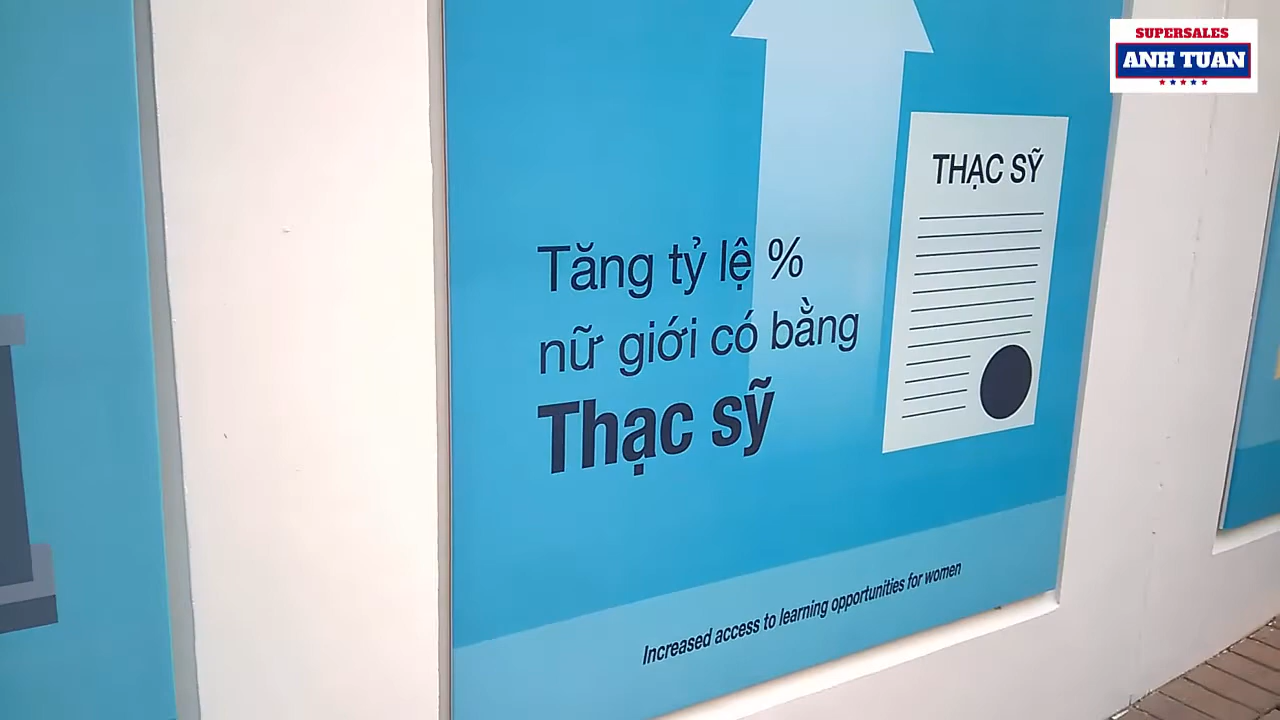 SUPERSALES
ANH TUAN
THẠC SỸ
Tăng tỷ lệ %
nữ giới có bằng
Thạc sỹ
Increased access to learning opportunities for women